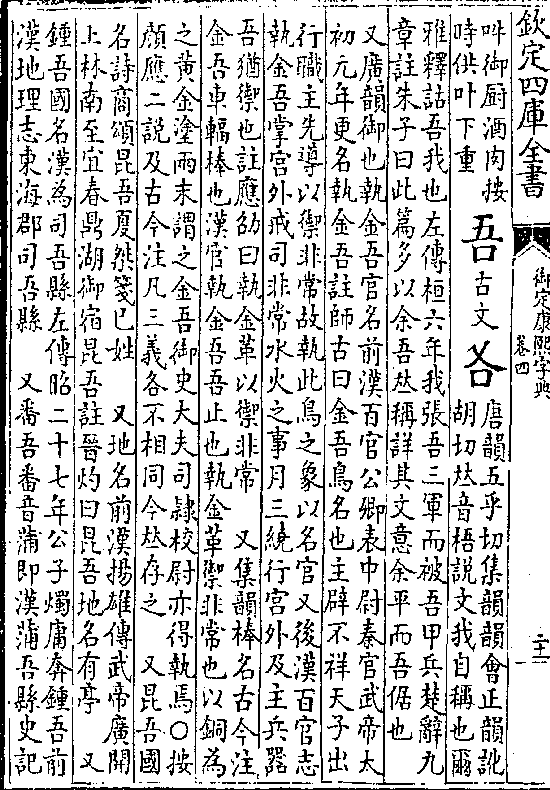 欽定四庫全書
御定康熙字典
卷四
二十一
吽御厨酒肉按
時供叶下重
吾
古文
㕦
唐韻五乎切集韻韻會正韻訛
胡切𠀤音梧說文我自稱也爾
雅釋詁吾我也左傳桓六年我張吾三軍而被吾甲兵楚辭九
章註朱子曰此篇多以余吾𠀤稱詳其文意余平而吾倨也
又廣韻御也執金吾官名前漢百官公卿表中尉秦官武帝太
初元年更名執金吾註師古曰金吾鳥名也主辟不祥天子出
行職主先導以禦非常故執此鳥之象以名官又後漢百官志
執金吾掌宮外戒司非常水火之事月三繞行宮外及主兵器
吾猶禦也註應劭曰執金革以禦非常　又集韻棒名古今注
金吾車輻棒也漢官執金吾吾止也執金革禦非常也以銅為
之黃金塗兩末謂之金吾御史大夫司隸校尉亦得執焉○按
顏應二說及古今注凡三義各不相同今𠀤存之　又昆吾國
名詩商頌昆吾夏桀箋已姓　又地名前漢揚雄傳武帝廣開
上林南至宜春鼎湖御宿昆吾註晉灼曰昆吾地名有亭　又
鍾吾國名漢為司吾縣左傳昭二十七年公子燭庸奔鍾吾前
漢地理志東海郡司吾縣　又番吾番音蒲即漢蒲吾縣史記